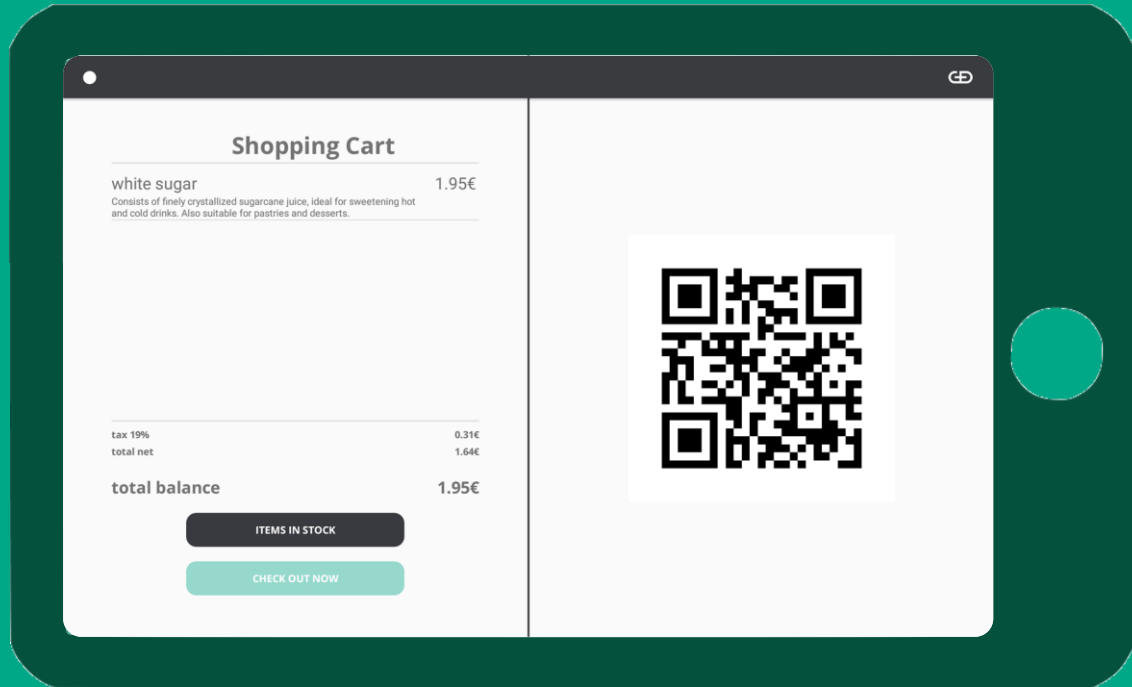 Shopping Cart
white sugar 1.95€
Consists of finely crystallized sugarcane juice, ideal for sweetening hot
and cold drinks. Also suitable for pastries and desserts.
tax 19% 0.31€
total net 1.64€
total balance 1.95€
ITEMS IN STOCK
CHECK OUT NOW